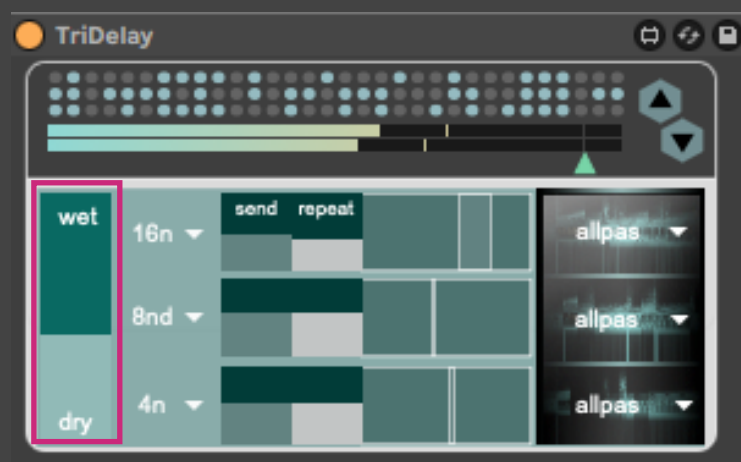 TriDelay
wet
16n
send repeat
allpas
8nd
allpas
dry
4n
allpas